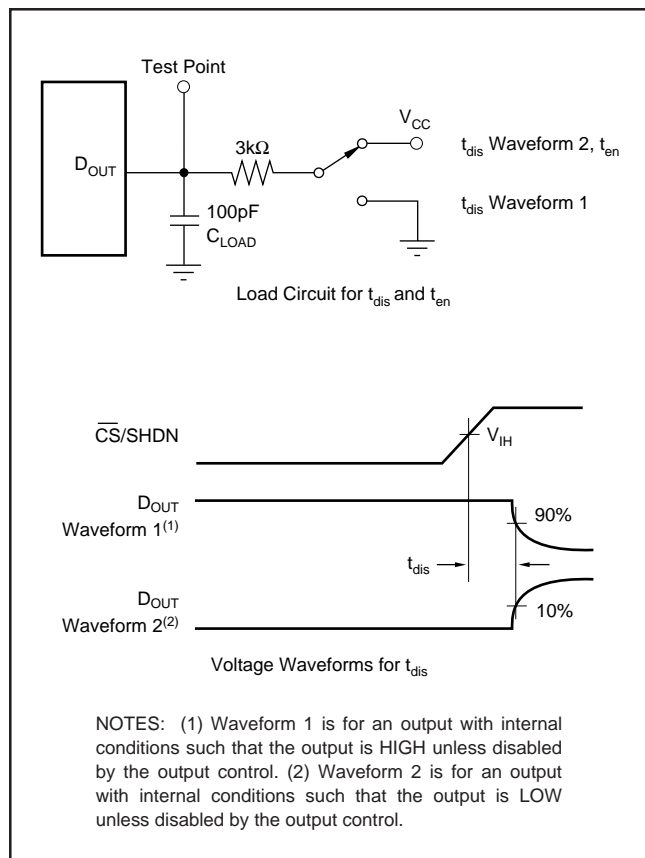 Test Point
V_CC
3kΩ
t_dis Waveform 2, t_en
D_OUT
100pF
t_dis Waveform 1
C_LOAD
Load Circuit for t_dis and t_en
C̅S̅/SHDN
V_IH
D_OUT
Waveform 1(1)
90%
t_dis
D_OUT
Waveform 2(2)
10%
Voltage Waveforms for t_dis
NOTES: (1) Waveform 1 is for an output with internal
conditions such that the output is HIGH unless disabled
by the output control. (2) Waveform 2 is for an output
with internal conditions such that the output is LOW
unless disabled by the output control.